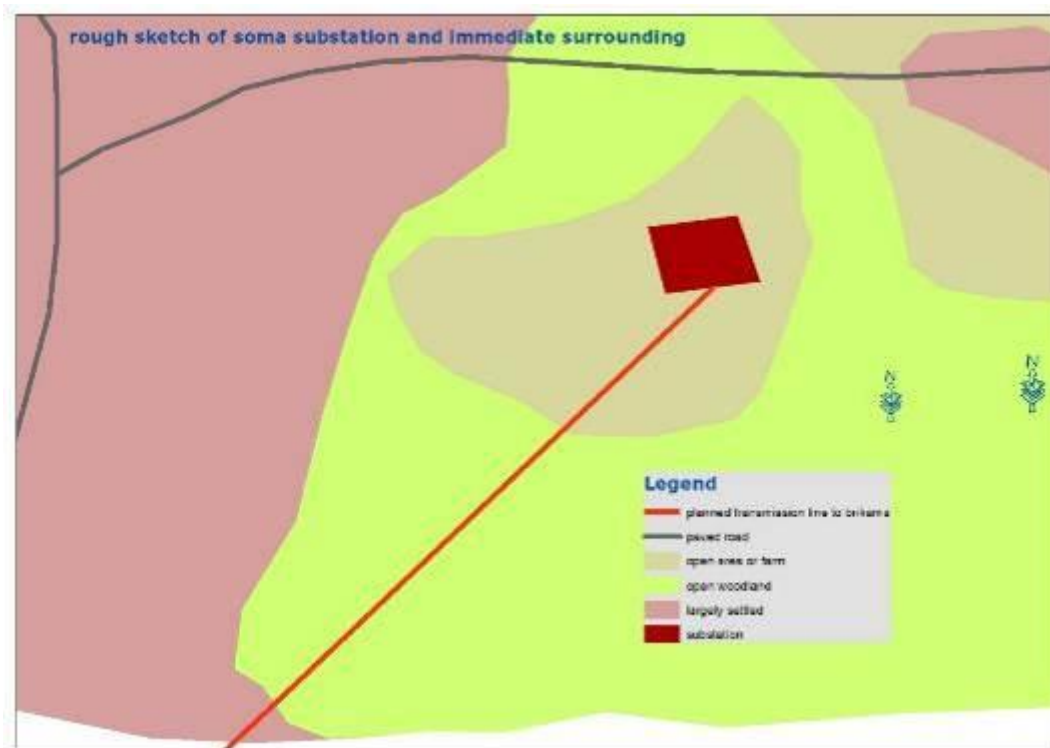 rough sketch of soma substation and immediate surrounding
N
N
Legend
planned transmission line to brikama
paved road
open area or farm
open woodland
largely settled
substation